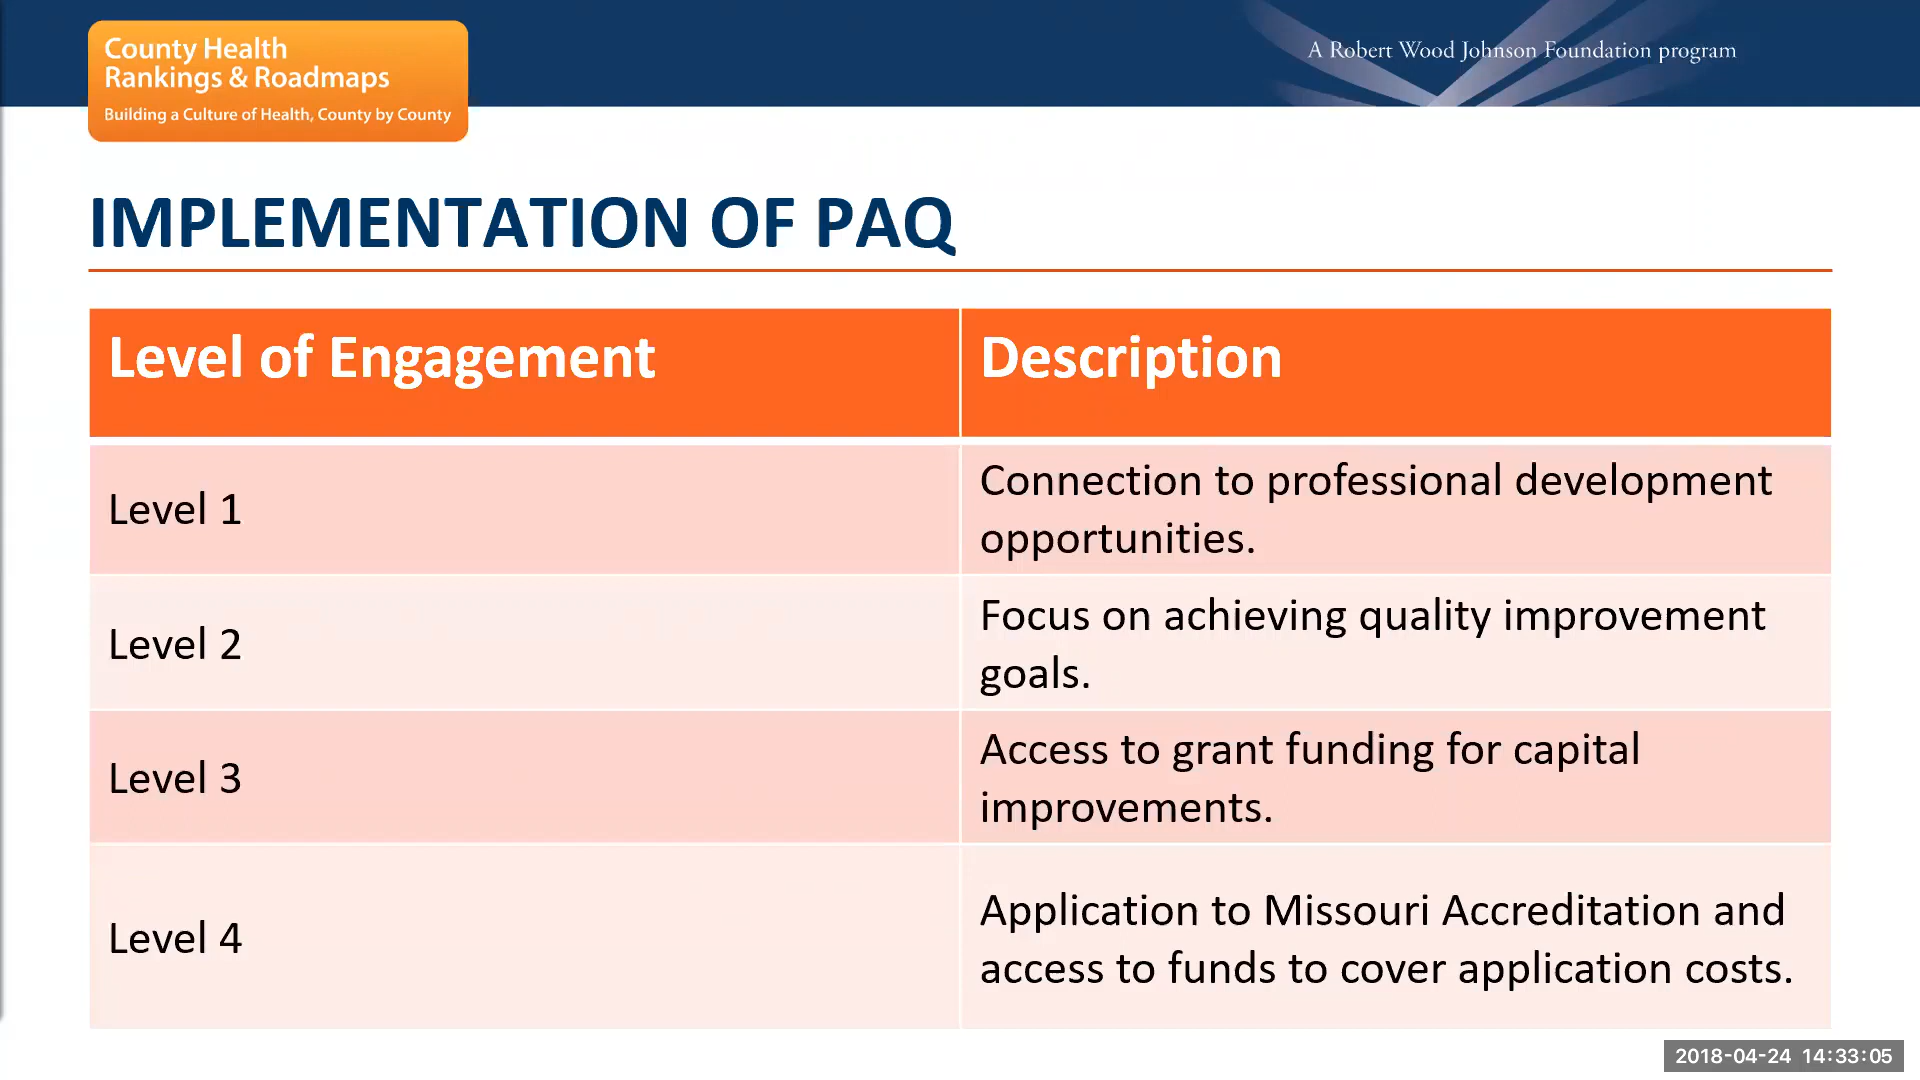 County Health
Rankings & Roadmaps
Building a Culture of Health, County by County
A Robert Wood Johnson Foundation program
IMPLEMENTATION OF PAQ
Level of Engagement
Description
Level 1
Connection to professional development
opportunities.
Level 2
Focus on achieving quality improvement
goals.
Level 3
Access to grant funding for capital
improvements.
Level 4
Application to Missouri Accreditation and
access to funds to cover application costs.
2018-04-24 14:33:05